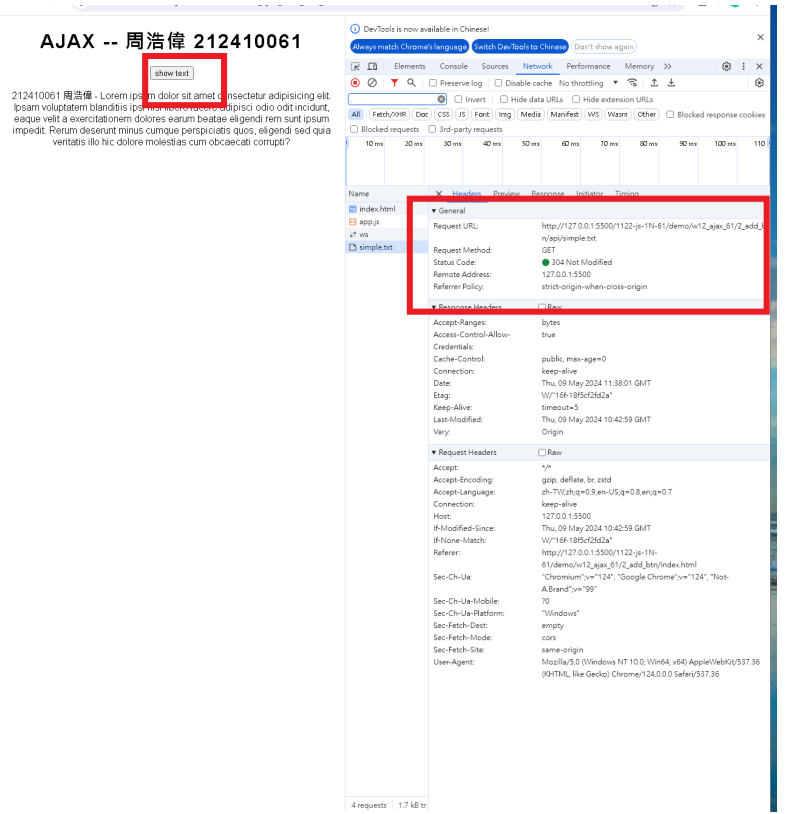 AJAX -- 周浩偉 212410061
show text
212410061 周浩偉 - Lorem ipsum dolor sit amet consectetur adipisicing elit.
Ipsam voluptatem blanditiis adipisci odio odit incidunt,
eaque velit a exercitationem dolores earum beatae eligendi rem sunt ipsum
impedit. Rerum deserunt minus cumque perspiciatis quos, eligendi sed quia
veritatis illo hic dolore molestias cum obcaecati corrupti?
DevTools is now available in Chinese!
Always match Chrome's language Switch DevTools to Chinese Don't show again
Elements Console Sources Network Performance Memory
Preserve log Disable cache No throttling
Invert Hide data URLs Hide extension URLs
All Fetch/XHR Doc CSS JS Font Img Media Manifest WS Wasm Other Blocked response cookies
Blocked requests 3rd-party requests
10 ms 20 ms 30 ms 40 ms 50 ms 60 ms 70 ms 80 ms 90 ms 100 ms 110
Name
index.html
app.js
ws
simple.txt
Headers Preview Response Initiator Timing
General
Request URL: http://127.0.0.1:5500/1122-js-1N-61/demo/w12_ajax_61/2_add_bt
n/api/simple.txt
Request Method: GET
Status Code: 304 Not Modified
Remote Address: 127.0.0.1:5500
Referrer Policy: strict-origin-when-cross-origin
Response Headers Raw
Accept-Ranges: bytes
Access-Control-Allow- true
Credentials:
Cache-Control: public, max-age=0
Connection: keep-alive
Date: Thu, 09 May 2024 11:38:01 GMT
Etag: W/"16f-18f5cf2fd2a"
Keep-Alive: timeout=5
Last-Modified: Thu, 09 May 2024 10:42:59 GMT
Vary: Origin
Request Headers Raw
Accept: */*
Accept-Encoding: gzip, deflate, br, zstd
Accept-Language: zh-TW,zh;q=0.9,en-US;q=0.8,en;q=0.7
Connection: keep-alive
Host: 127.0.0.1:5500
If-Modified-Since: Thu, 09 May 2024 10:42:59 GMT
If-None-Match: W/"16f-18f5cf2fd2a"
Referer: http://127.0.0.1:5500/1122-js-1N-
61/demo/w12_ajax_61/2_add_btn/index.html
Sec-Ch-Ua: "Chromium";v="124", "Google Chrome";v="124", "Not-
A.Brand";v="99"
Sec-Ch-Ua-Mobile: ?0
Sec-Ch-Ua-Platform: "Windows"
Sec-Fetch-Dest: empty
Sec-Fetch-Mode: cors
Sec-Fetch-Site: same-origin
User-Agent: Mozilla/5.0 (Windows NT 10.0; Win64; x64) AppleWebKit/537.36
(KHTML, like Gecko) Chrome/124.0.0.0 Safari/537.36
4 requests 1.7 kB